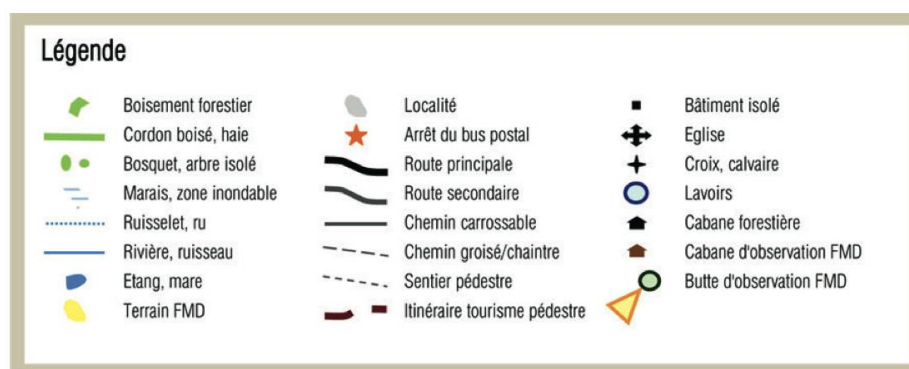 Légende
Boisement forestier
Cordon boisé, haie
Bosquet, arbre isolé
Marais, zone inondable
Ruisselet, ru
Rivière, ruisseau
Etang, mare
Terrain FMD
Localité
Arrêt du bus postal
Route principale
Route secondaire
Chemin carrossable
Chemin groisé/chaintre
Sentier pédestre
Itinéraire tourisme pédestre
Bâtiment isolé
Eglise
Croix, calvaire
Lavoirs
Cabane forestière
Cabane d'observation FMD
Butte d'observation FMD